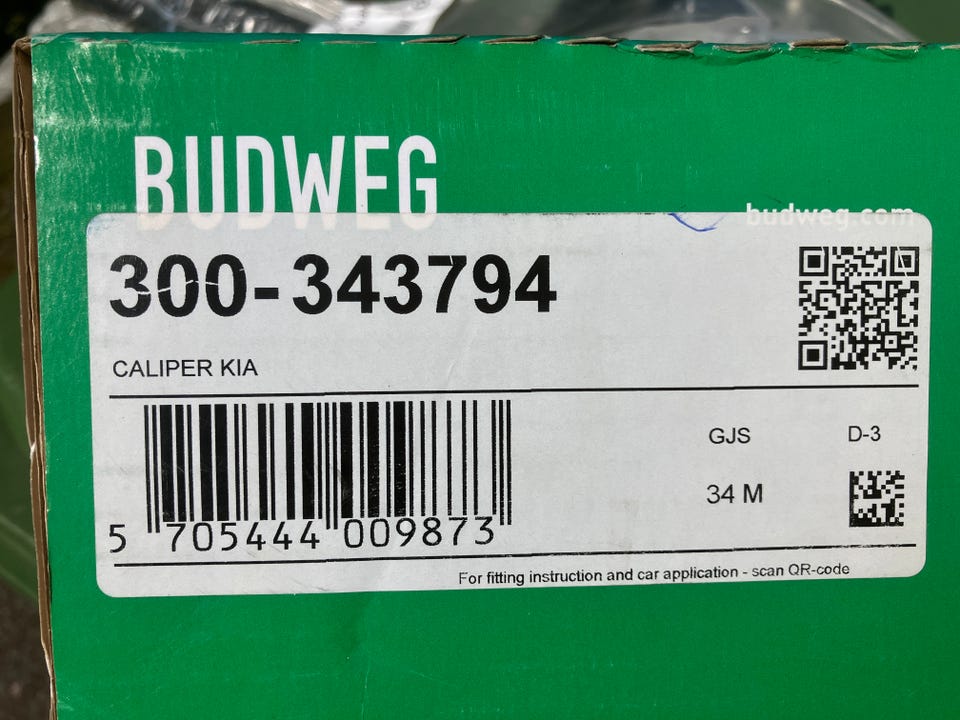 BUDWEG
budweg.com
300-343794
CALIPER KIA
GJS D-3
34 M
5 705444 009873
For fitting instruction and car application - scan QR-code